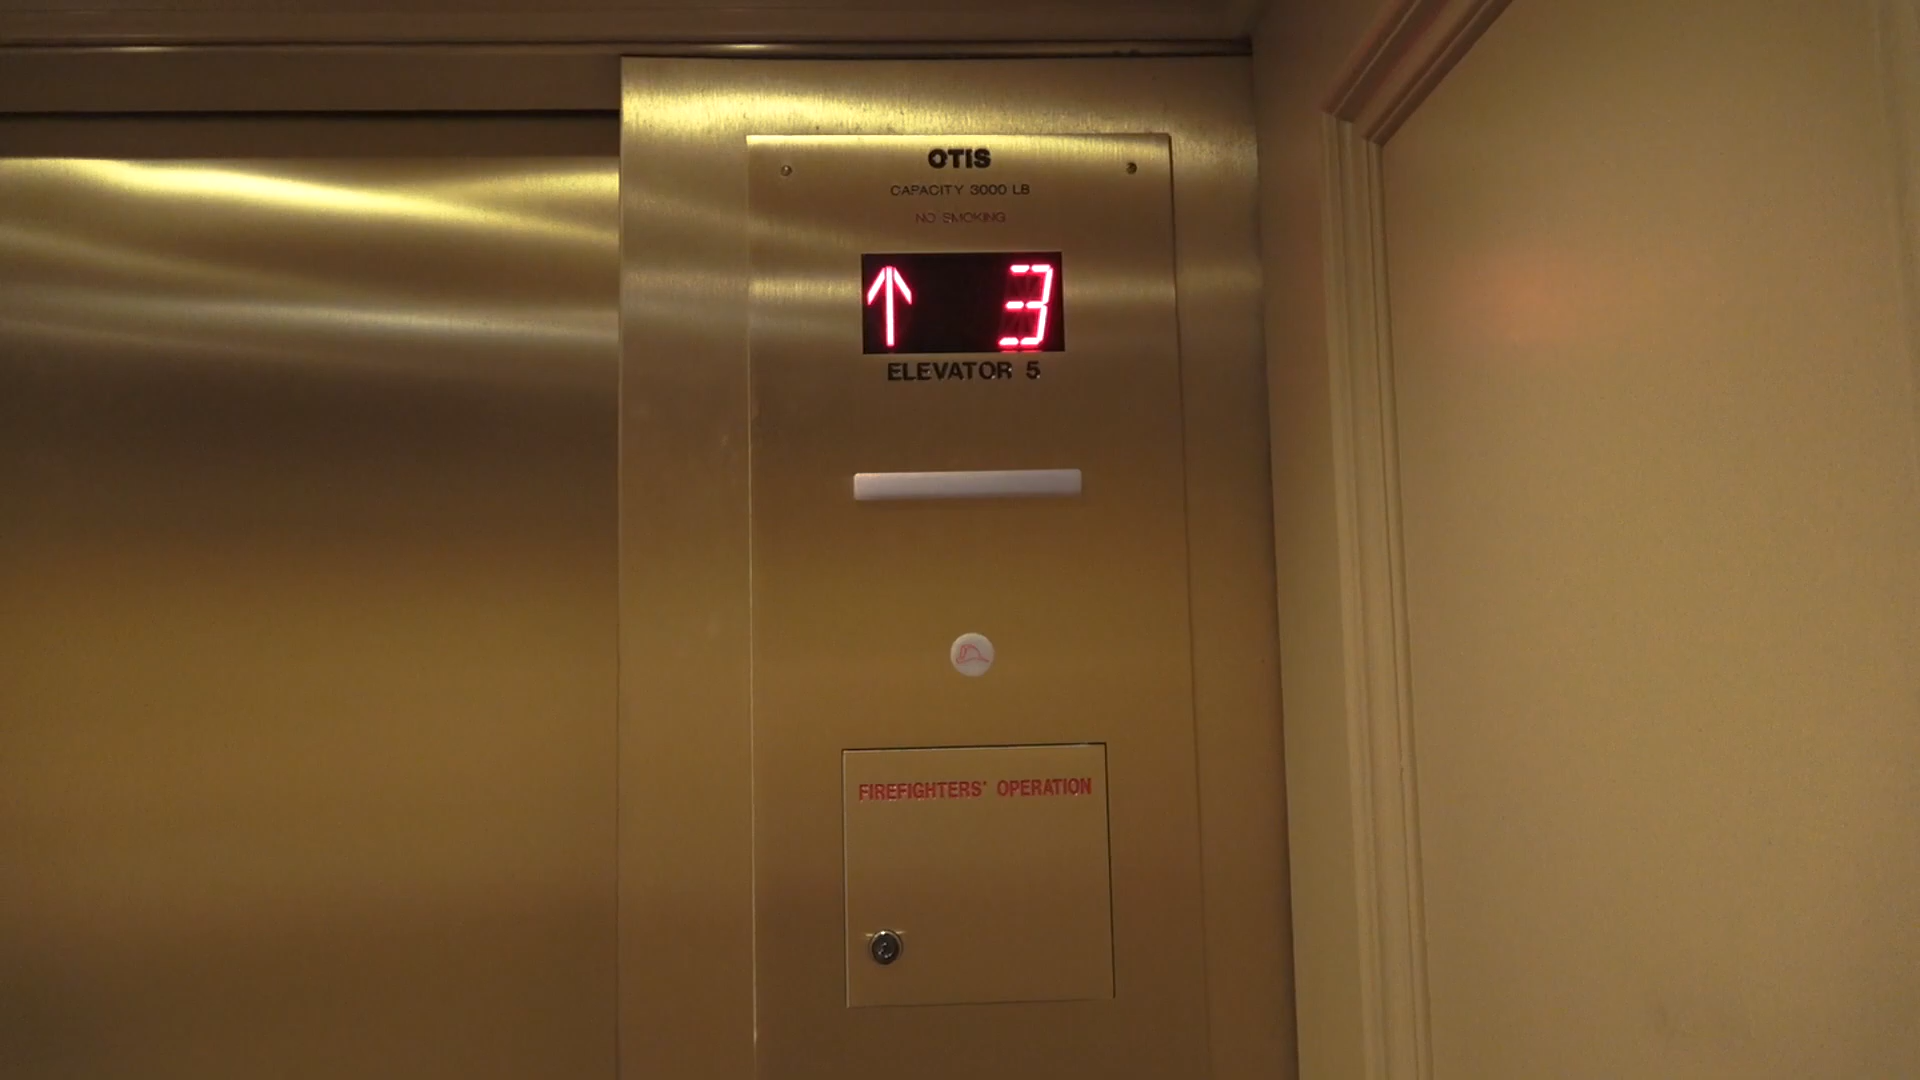 OTIS
CAPACITY 3000 LB
NO SMOKING
↑ 3
ELEVATOR 5
FIREFIGHTERS' OPERATION